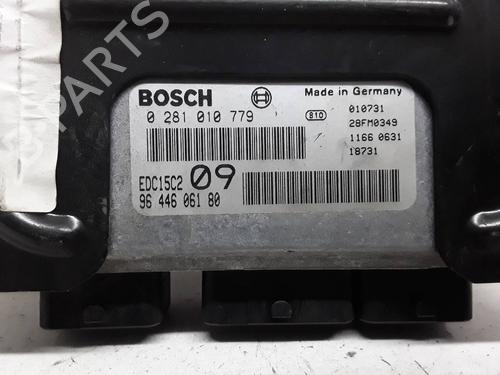 BOSCH
Made in Germany
0 281 010 779
810
010731
28FM0349
1166 0631
18731
EDC15C2 09
96 446 061 80
PARTS